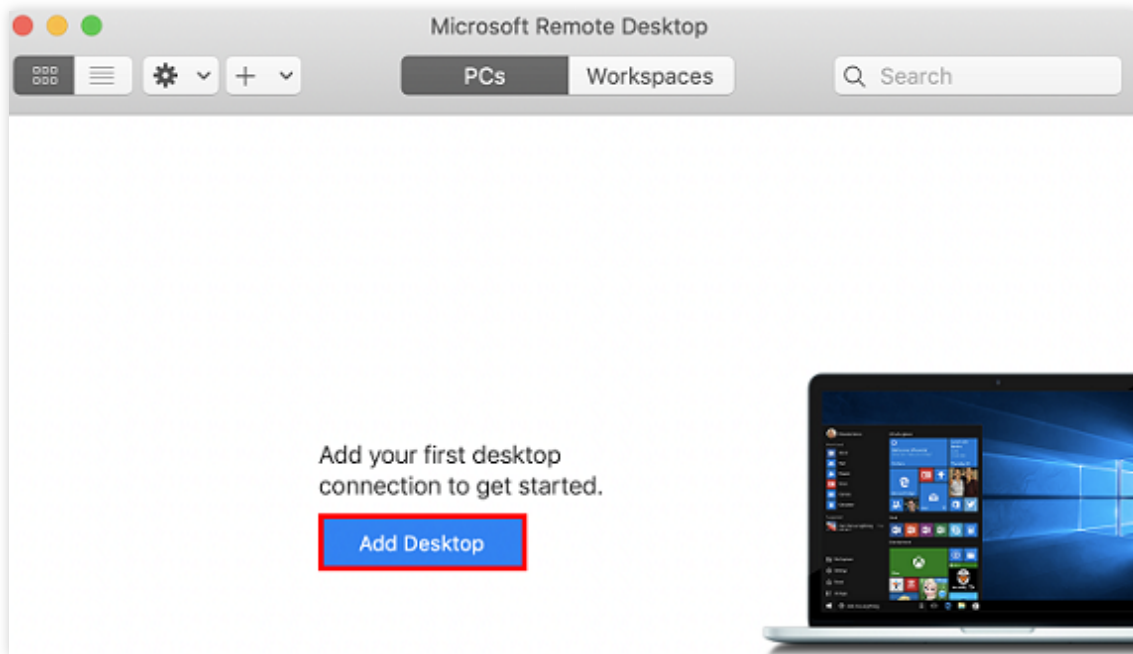 Microsoft Remote Desktop
PCs
Workspaces
Search
Add your first desktop
connection to get started.
Add Desktop